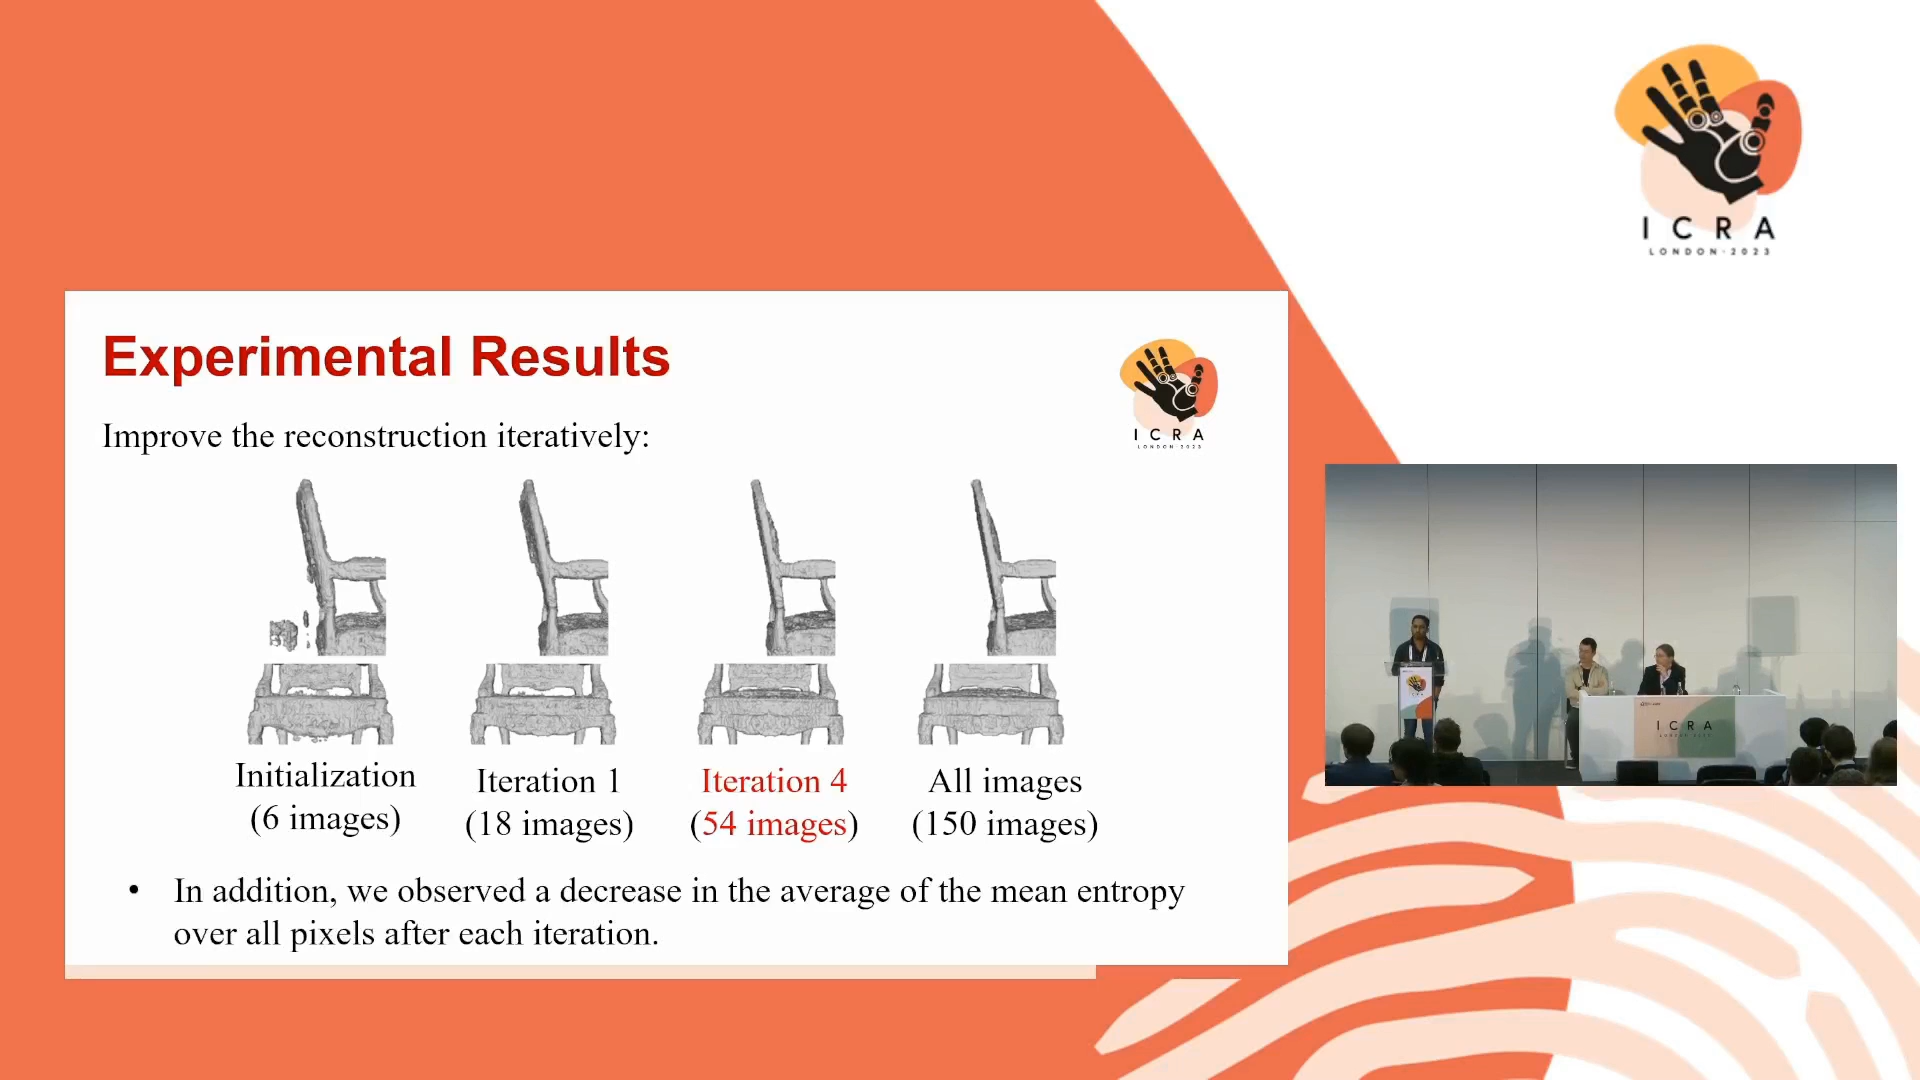 ICRA
LONDON·2023
Experimental Results
ICRA
LONDON 2023
Improve the reconstruction iteratively:
Initialization
(6 images)
Iteration 1
(18 images)
Iteration 4
(54 images)
All images
(150 images)
• In addition, we observed a decrease in the average of the mean entropy
over all pixels after each iteration.
ICRA